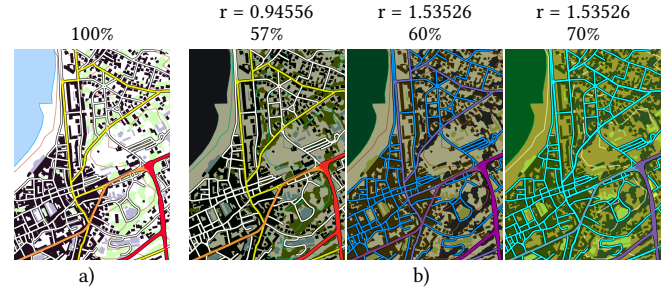 r = 0.94556 r = 1.53526 r = 1.53526
100% 57% 60% 70%
a) b)